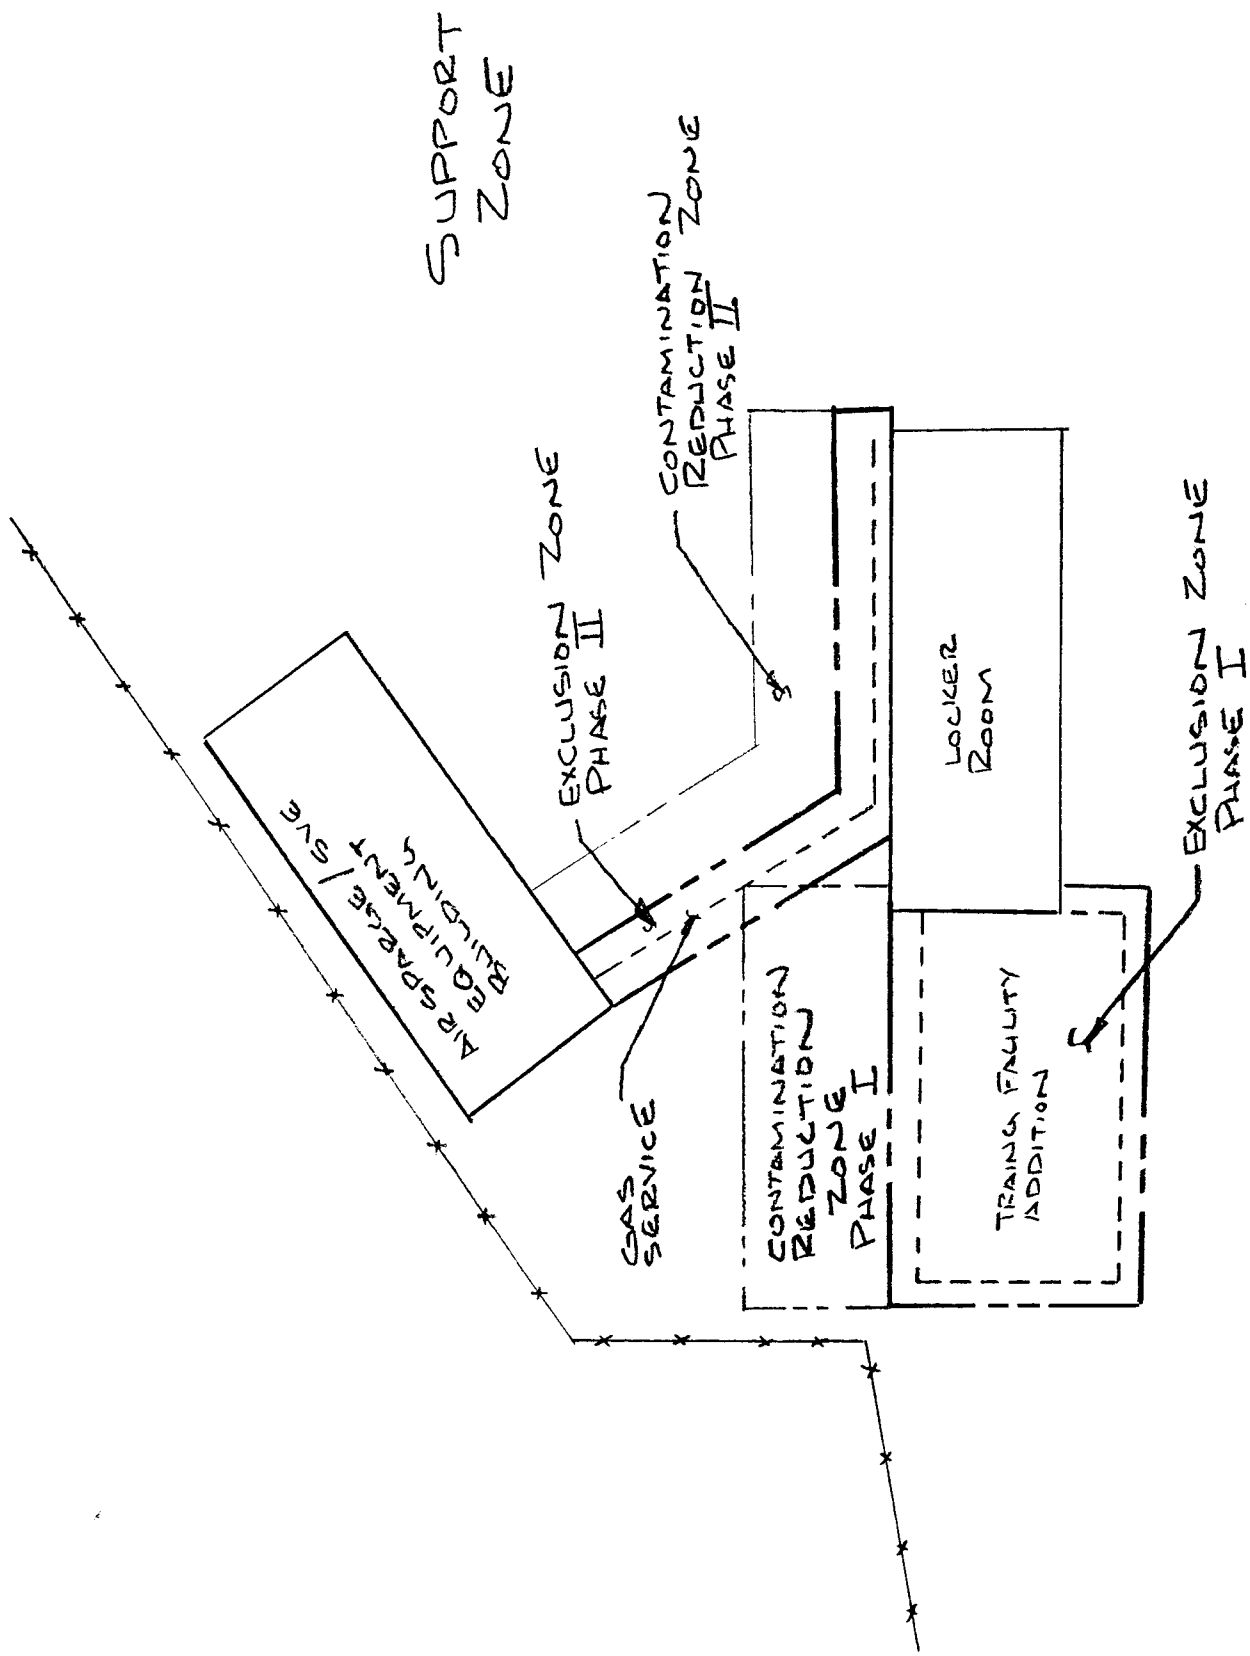 SUPPORT
ZONE
CONTAMINATION
REDUCTION ZONE
PHASE II
EXCLUSION ZONE
PHASE II
AIR SPARGE / SVE
EQUIPMENT
BUILDING
GAS
SERVICE
CONTAMINATION
REDUCTION
ZONE
PHASE I
LOCKER
ROOM
TRAINING FACILITY
ADDITION
EXCLUSION ZONE
PHASE I